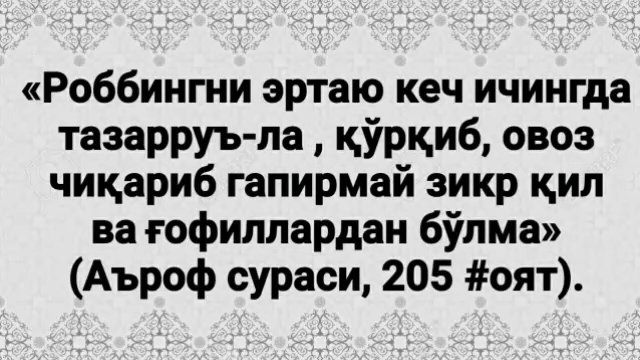 «Роббингни эртаю кеч ичингда
тазарруъ-ла , қўрқиб, овоз
чиқариб гапирмай зикр қил
ва ғофиллардан бўлма»
(Аъроф сураси, 205 #оят).